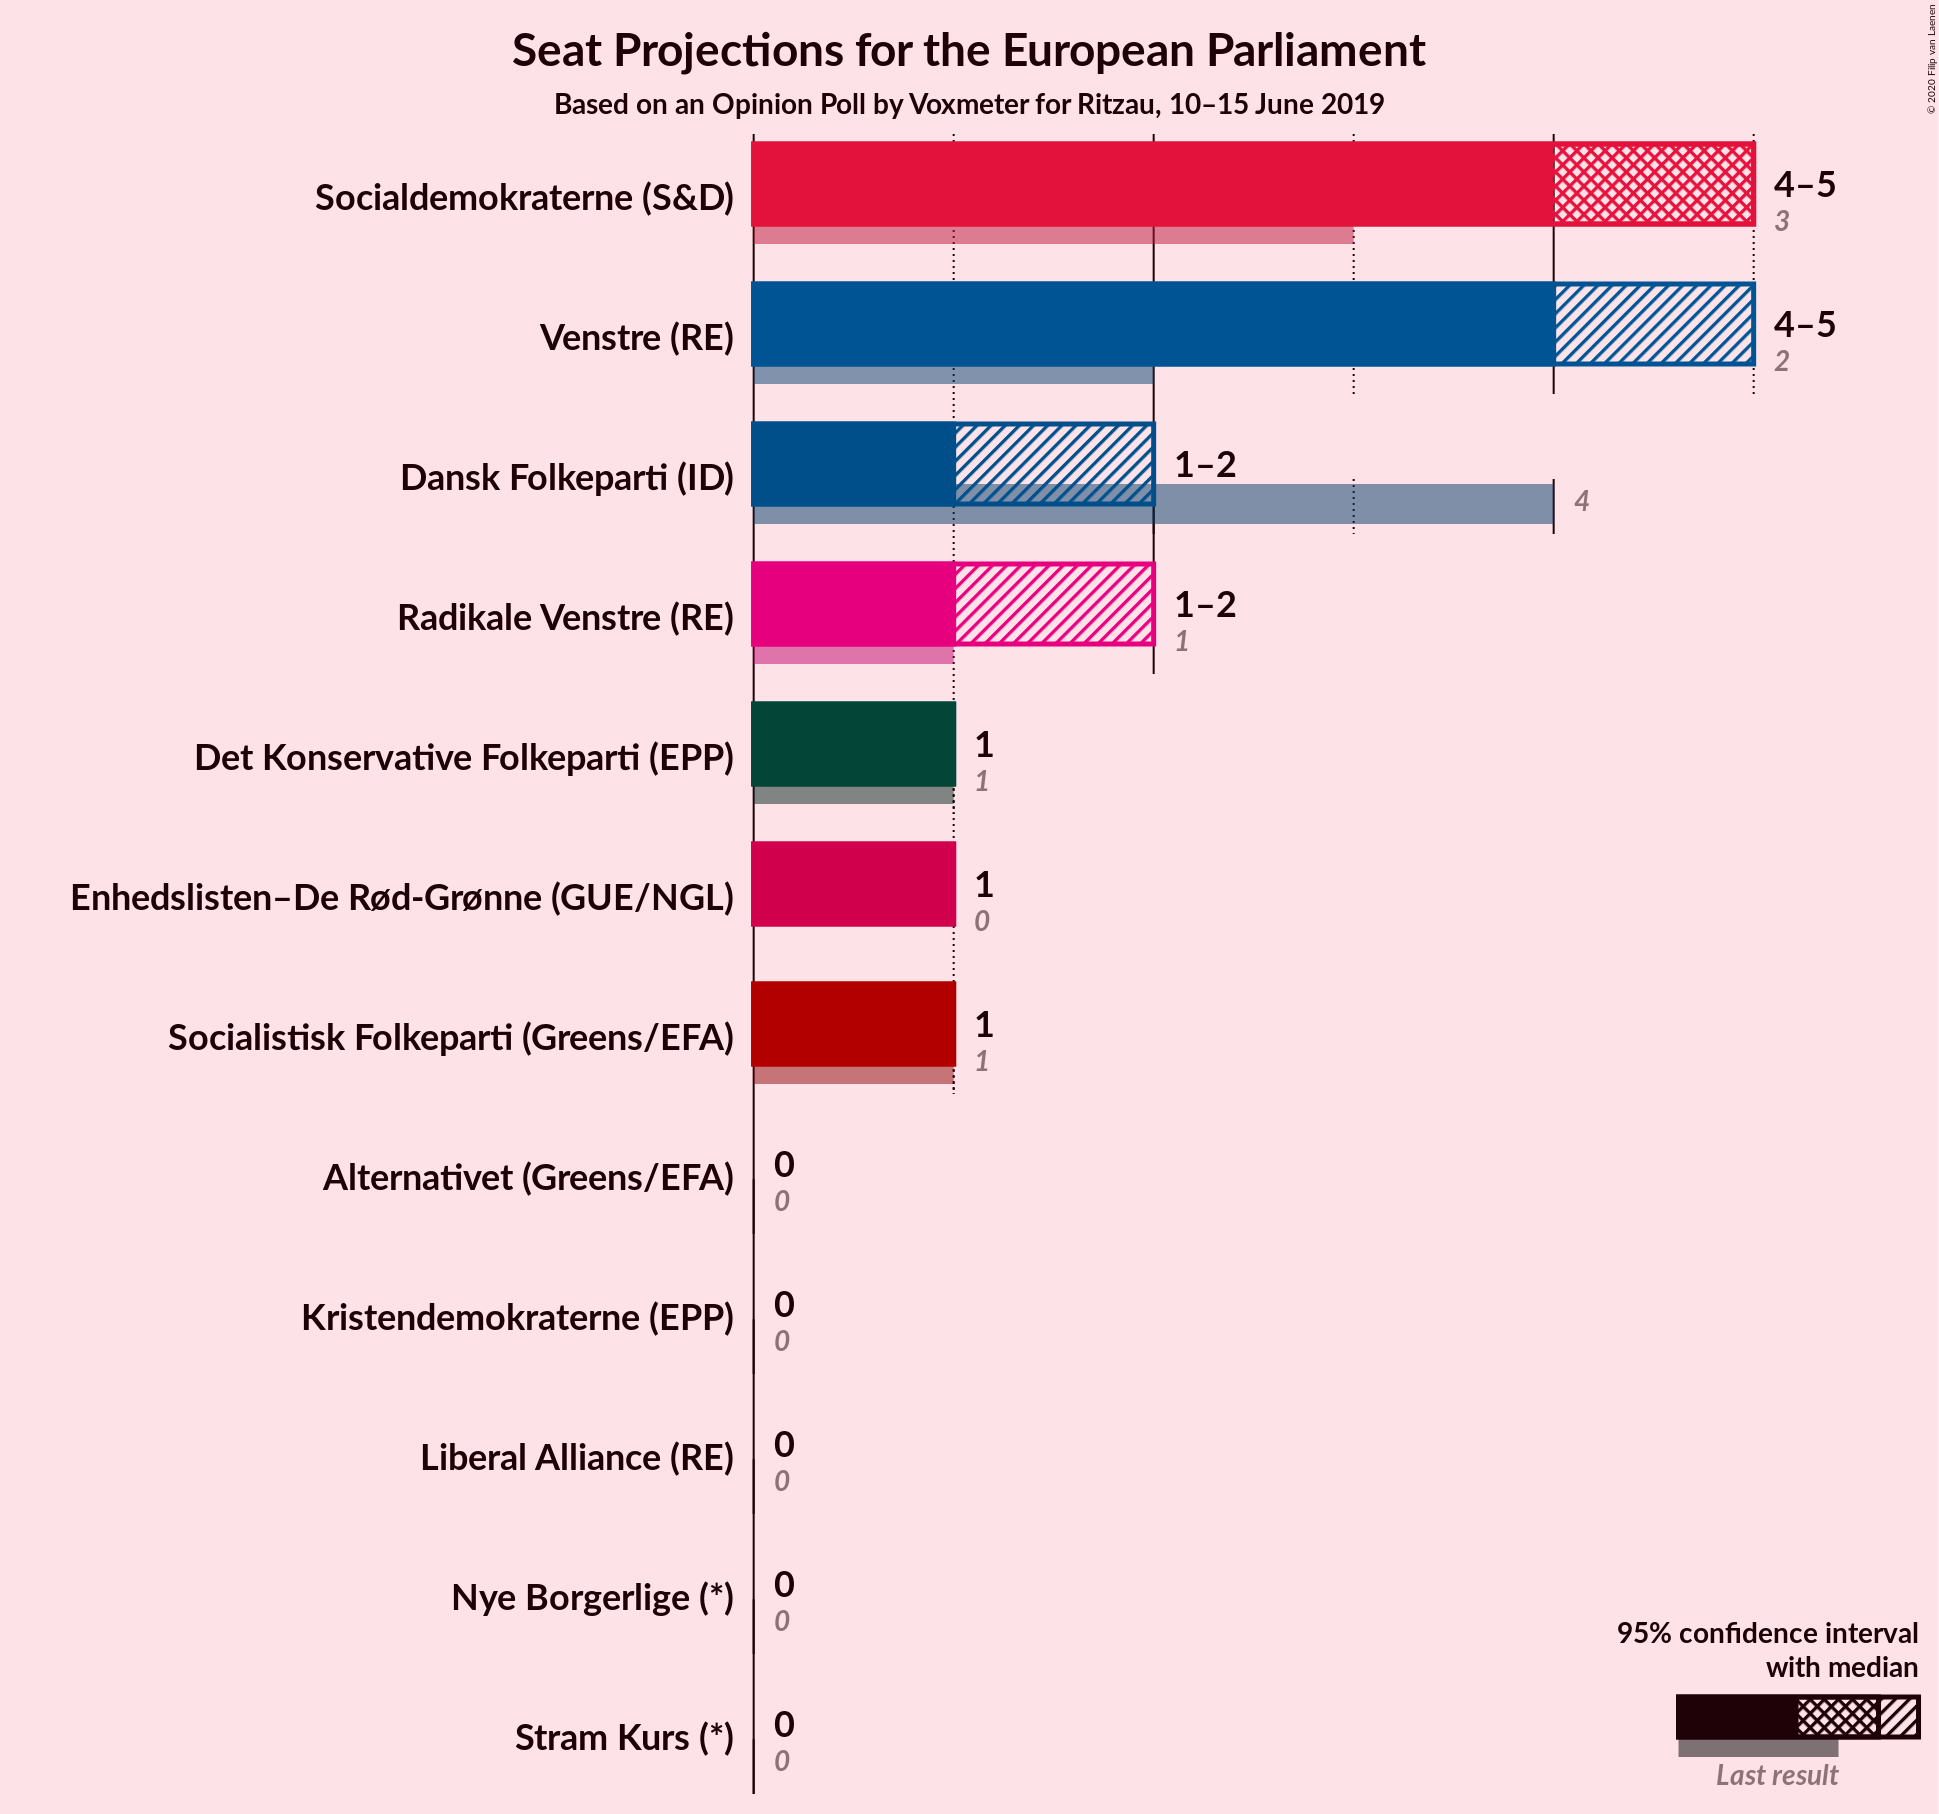 Seat Projections for the European Parliament
Based on an Opinion Poll by Voxmeter for Ritzau, 10–15 June 2019
© 2020 Filip van Laenen
Socialdemokraterne (S&D)
4–5
3
Venstre (RE)
4–5
2
Dansk Folkeparti (ID)
1–2
4
Radikale Venstre (RE)
1–2
1
Det Konservative Folkeparti (EPP)
1
1
Enhedslisten–De Rød-Grønne (GUE/NGL)
1
0
Socialistisk Folkeparti (Greens/EFA)
1
1
Alternativet (Greens/EFA)
0
0
Kristendemokraterne (EPP)
0
0
Liberal Alliance (RE)
0
0
Nye Borgerlige (*)
0
0
Stram Kurs (*)
0
0
95% confidence interval
with median
Last result